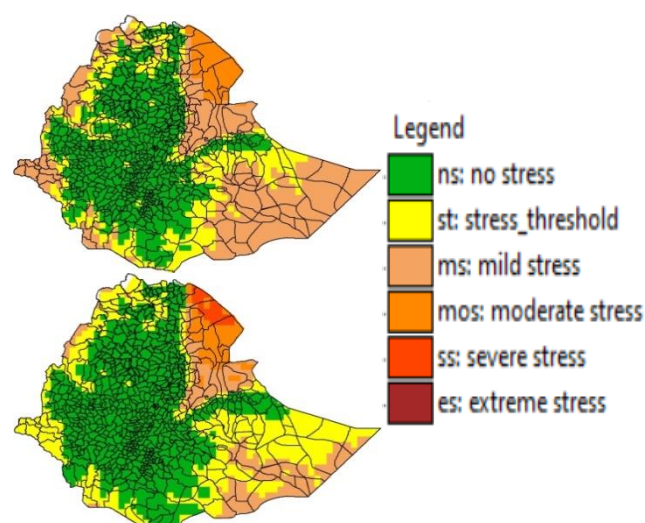 Legend
ns: no stress
st: stress_threshold
ms: mild stress
mos: moderate stress
ss: severe stress
es: extreme stress